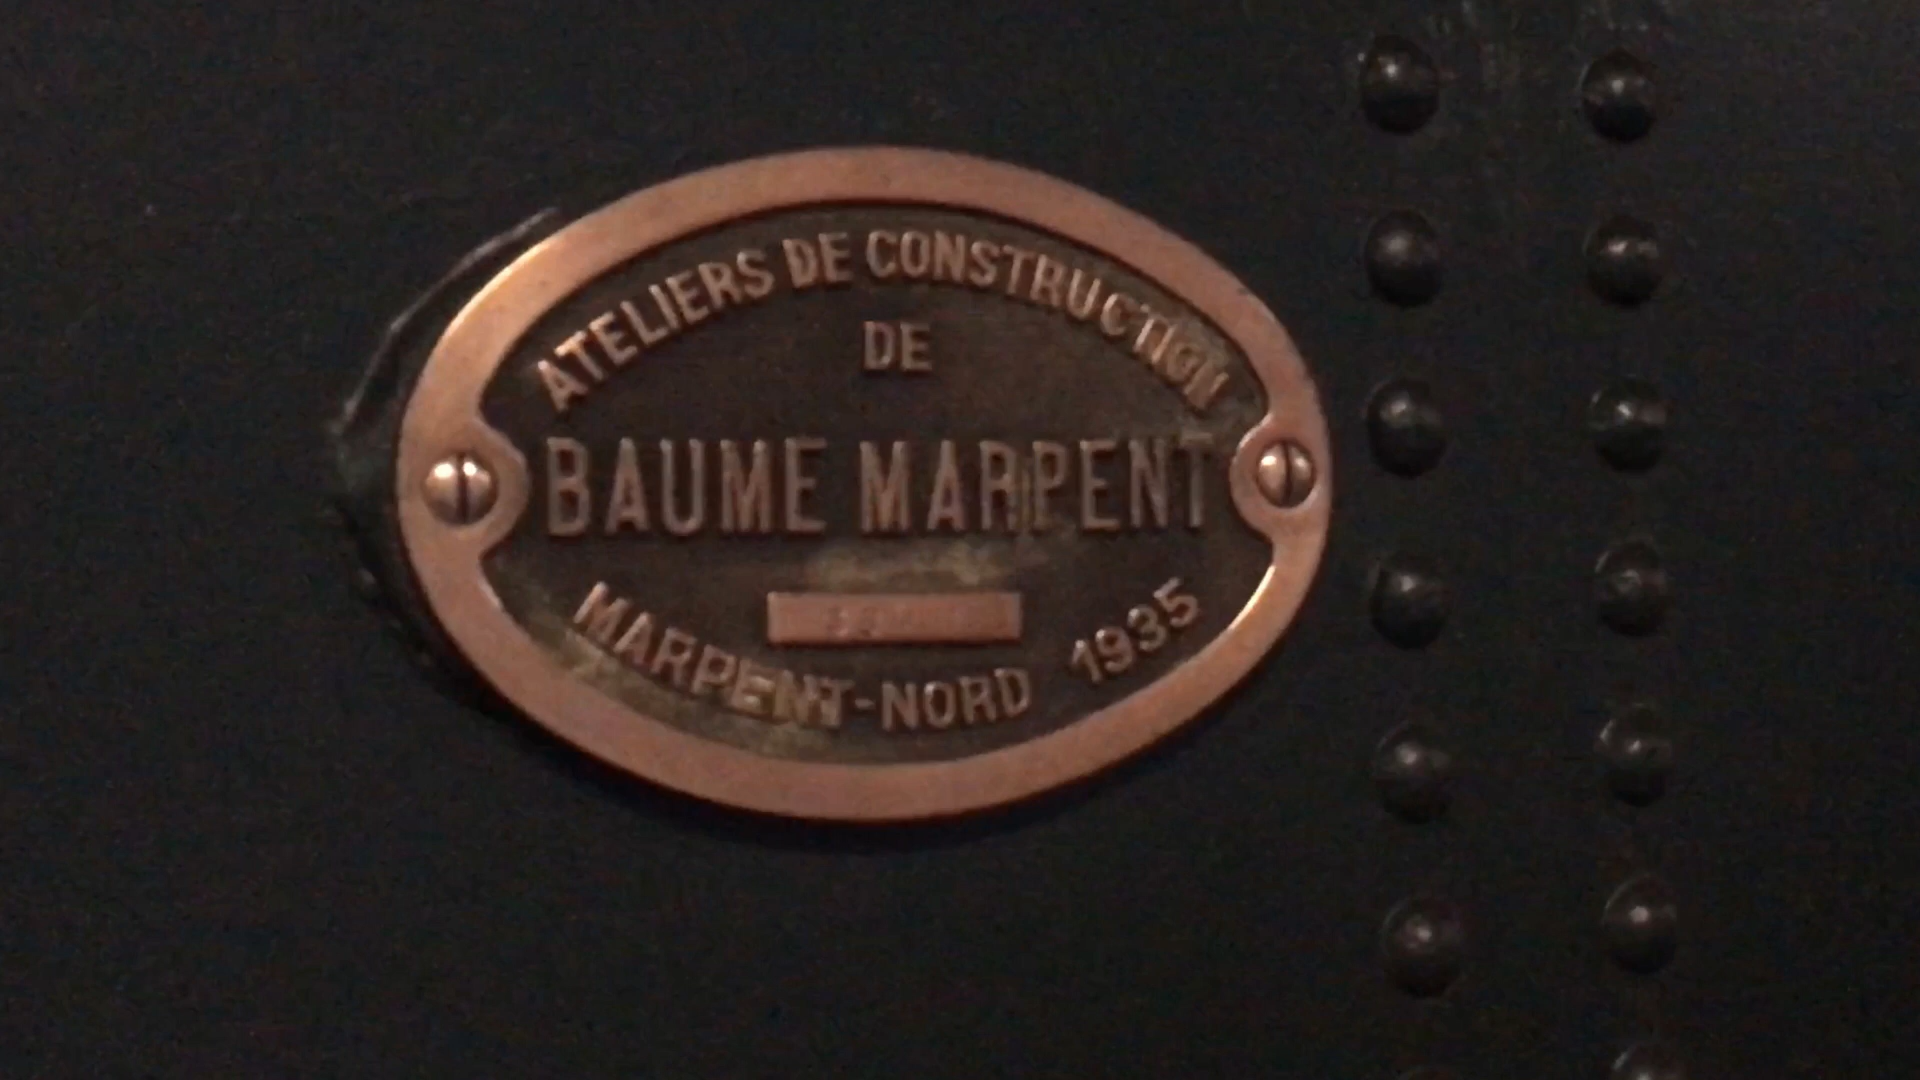 ATELIERS DE CONSTRUCTION
DE
BAUME MARPENT
MARPENT-NORD 1935